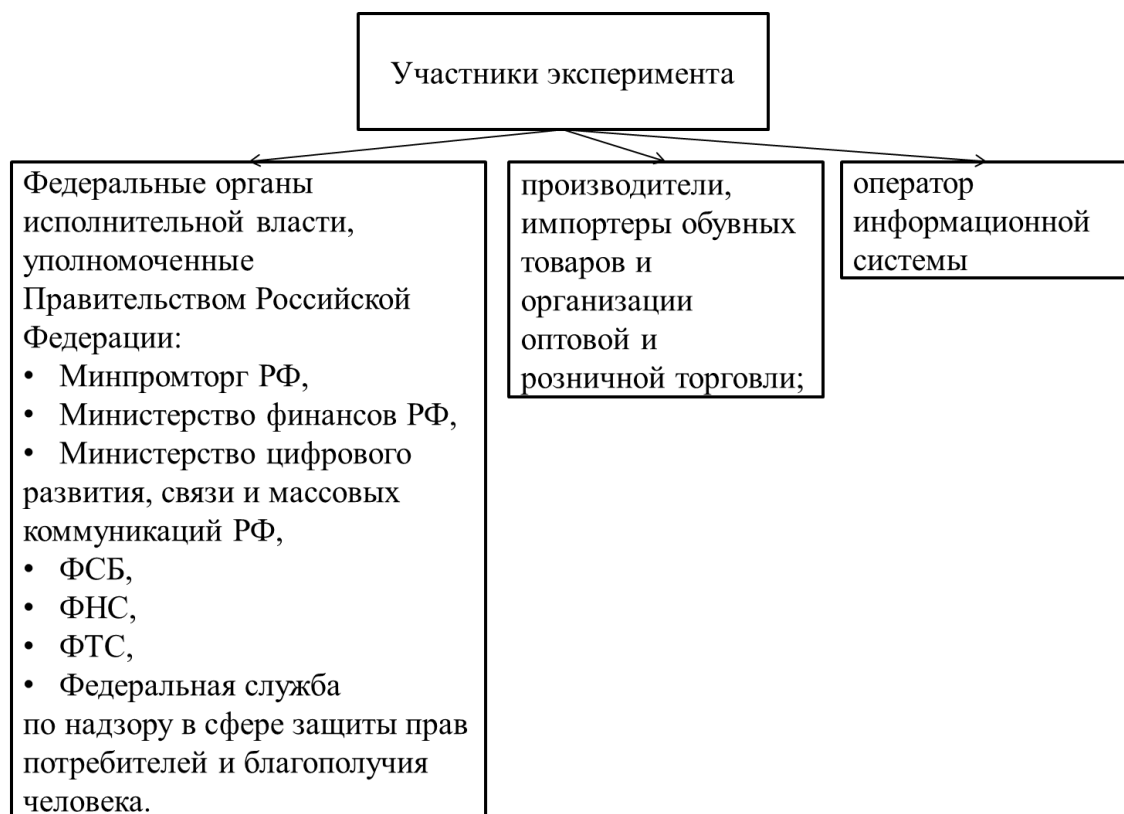 Участники эксперимента
Федеральные органы
исполнительной власти,
уполномоченные
Правительством Российской
Федерации:
• Минпромторг РФ,
• Министерство финансов РФ,
• Министерство цифрового
развития, связи и массовых
коммуникаций РФ,
• ФСБ,
• ФНС,
• ФТС,
• Федеральная служба
по надзору в сфере защиты прав
потребителей и благополучия
человека.
производители,
импортеры обувных
товаров и
организации
оптовой и
розничной торговли;
оператор
информационной
системы